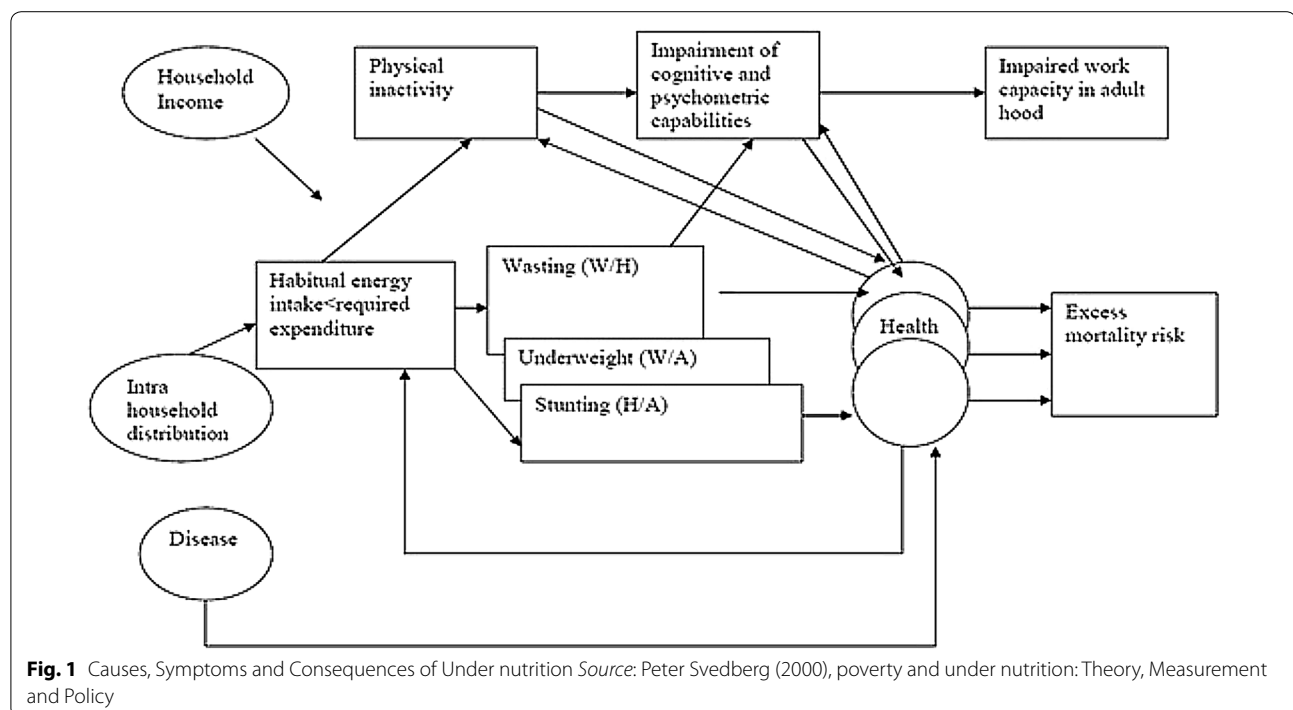 Household
Income
Physical
inactivity
Impairment of
cognitive and
psychometric
capabilities
Impaired work
capacity in adult
hood
Habitual energy
intake<required
expenditure
Wasting (W/H)
Underweight (W/A)
Stunting (H/A)
Health
Excess
mortality risk
Intra
household
distribution
Disease
Fig. 1 Causes, Symptoms and Consequences of Under nutrition Source: Peter Svedberg (2000), poverty and under nutrition: Theory, Measurement
and Policy